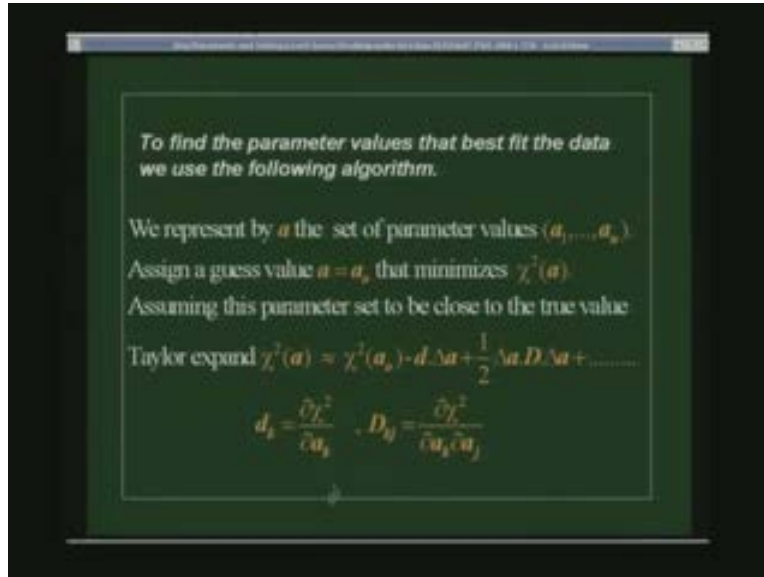 To find the parameter values that best fit the data
we use the following algorithm.
We represent by a the set of parameter values (a₁,...,aₘ).
Assign a guess value a = aₒ that minimizes χ²(a).
Assuming this parameter set to be close to the true value
Taylor expand χ²(a) ≈ χ²(aₒ) - d.Δa + 1/2 Δa.D.Δa + .........
dₖ = ∂χ²/∂aₖ , Dₖⱼ = ∂χ²/∂aₖ∂aⱼ